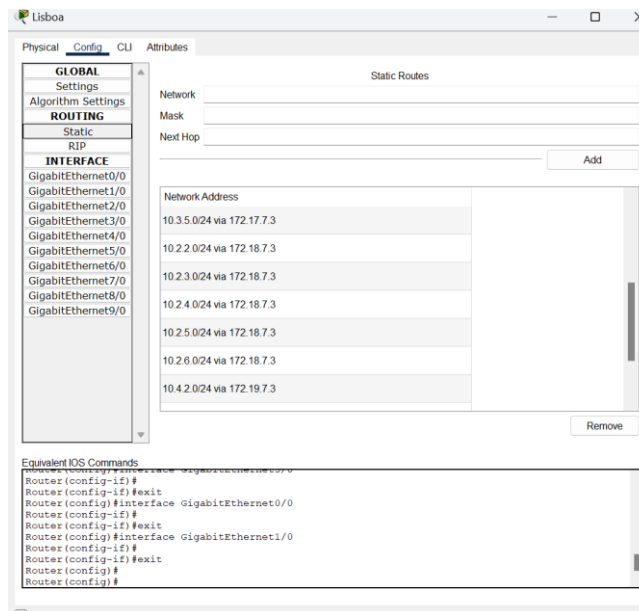 Lisboa
Physical Config CLI Attributes
GLOBAL
Settings
Algorithm Settings
ROUTING
Static
RIP
INTERFACE
GigabitEthernet0/0
GigabitEthernet1/0
GigabitEthernet2/0
GigabitEthernet3/0
GigabitEthernet4/0
GigabitEthernet5/0
GigabitEthernet6/0
GigabitEthernet7/0
GigabitEthernet8/0
GigabitEthernet9/0
Static Routes
Network
Mask
Next Hop
Add
Network Address
10.3.5.0/24 via 172.17.7.3
10.2.2.0/24 via 172.18.7.3
10.2.3.0/24 via 172.18.7.3
10.2.4.0/24 via 172.18.7.3
10.2.5.0/24 via 172.18.7.3
10.2.6.0/24 via 172.18.7.3
10.4.2.0/24 via 172.19.7.3
Remove
Equivalent IOS Commands
Router(config-if)#
Router(config-if)#exit
Router(config)#interface GigabitEthernet0/0
Router(config-if)#
Router(config-if)#exit
Router(config)#interface GigabitEthernet1/0
Router(config-if)#
Router(config-if)#exit
Router(config)#
Router(config)#